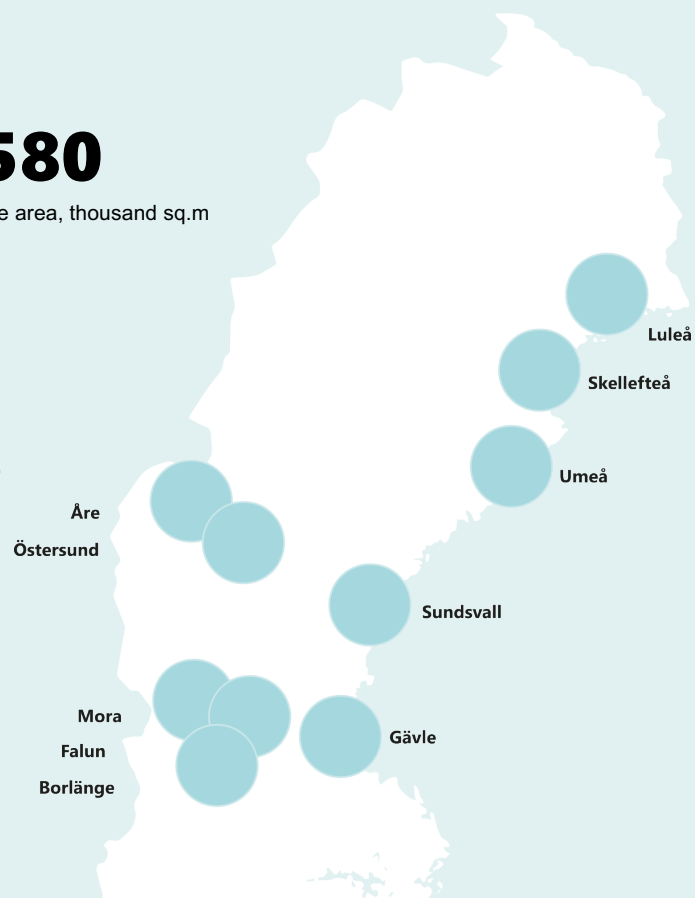 580
e area, thousand sq.m
Luleå
Skellefteå
Umeå
Åre
Östersund
Sundsvall
Mora
Gävle
Falun
Borlänge